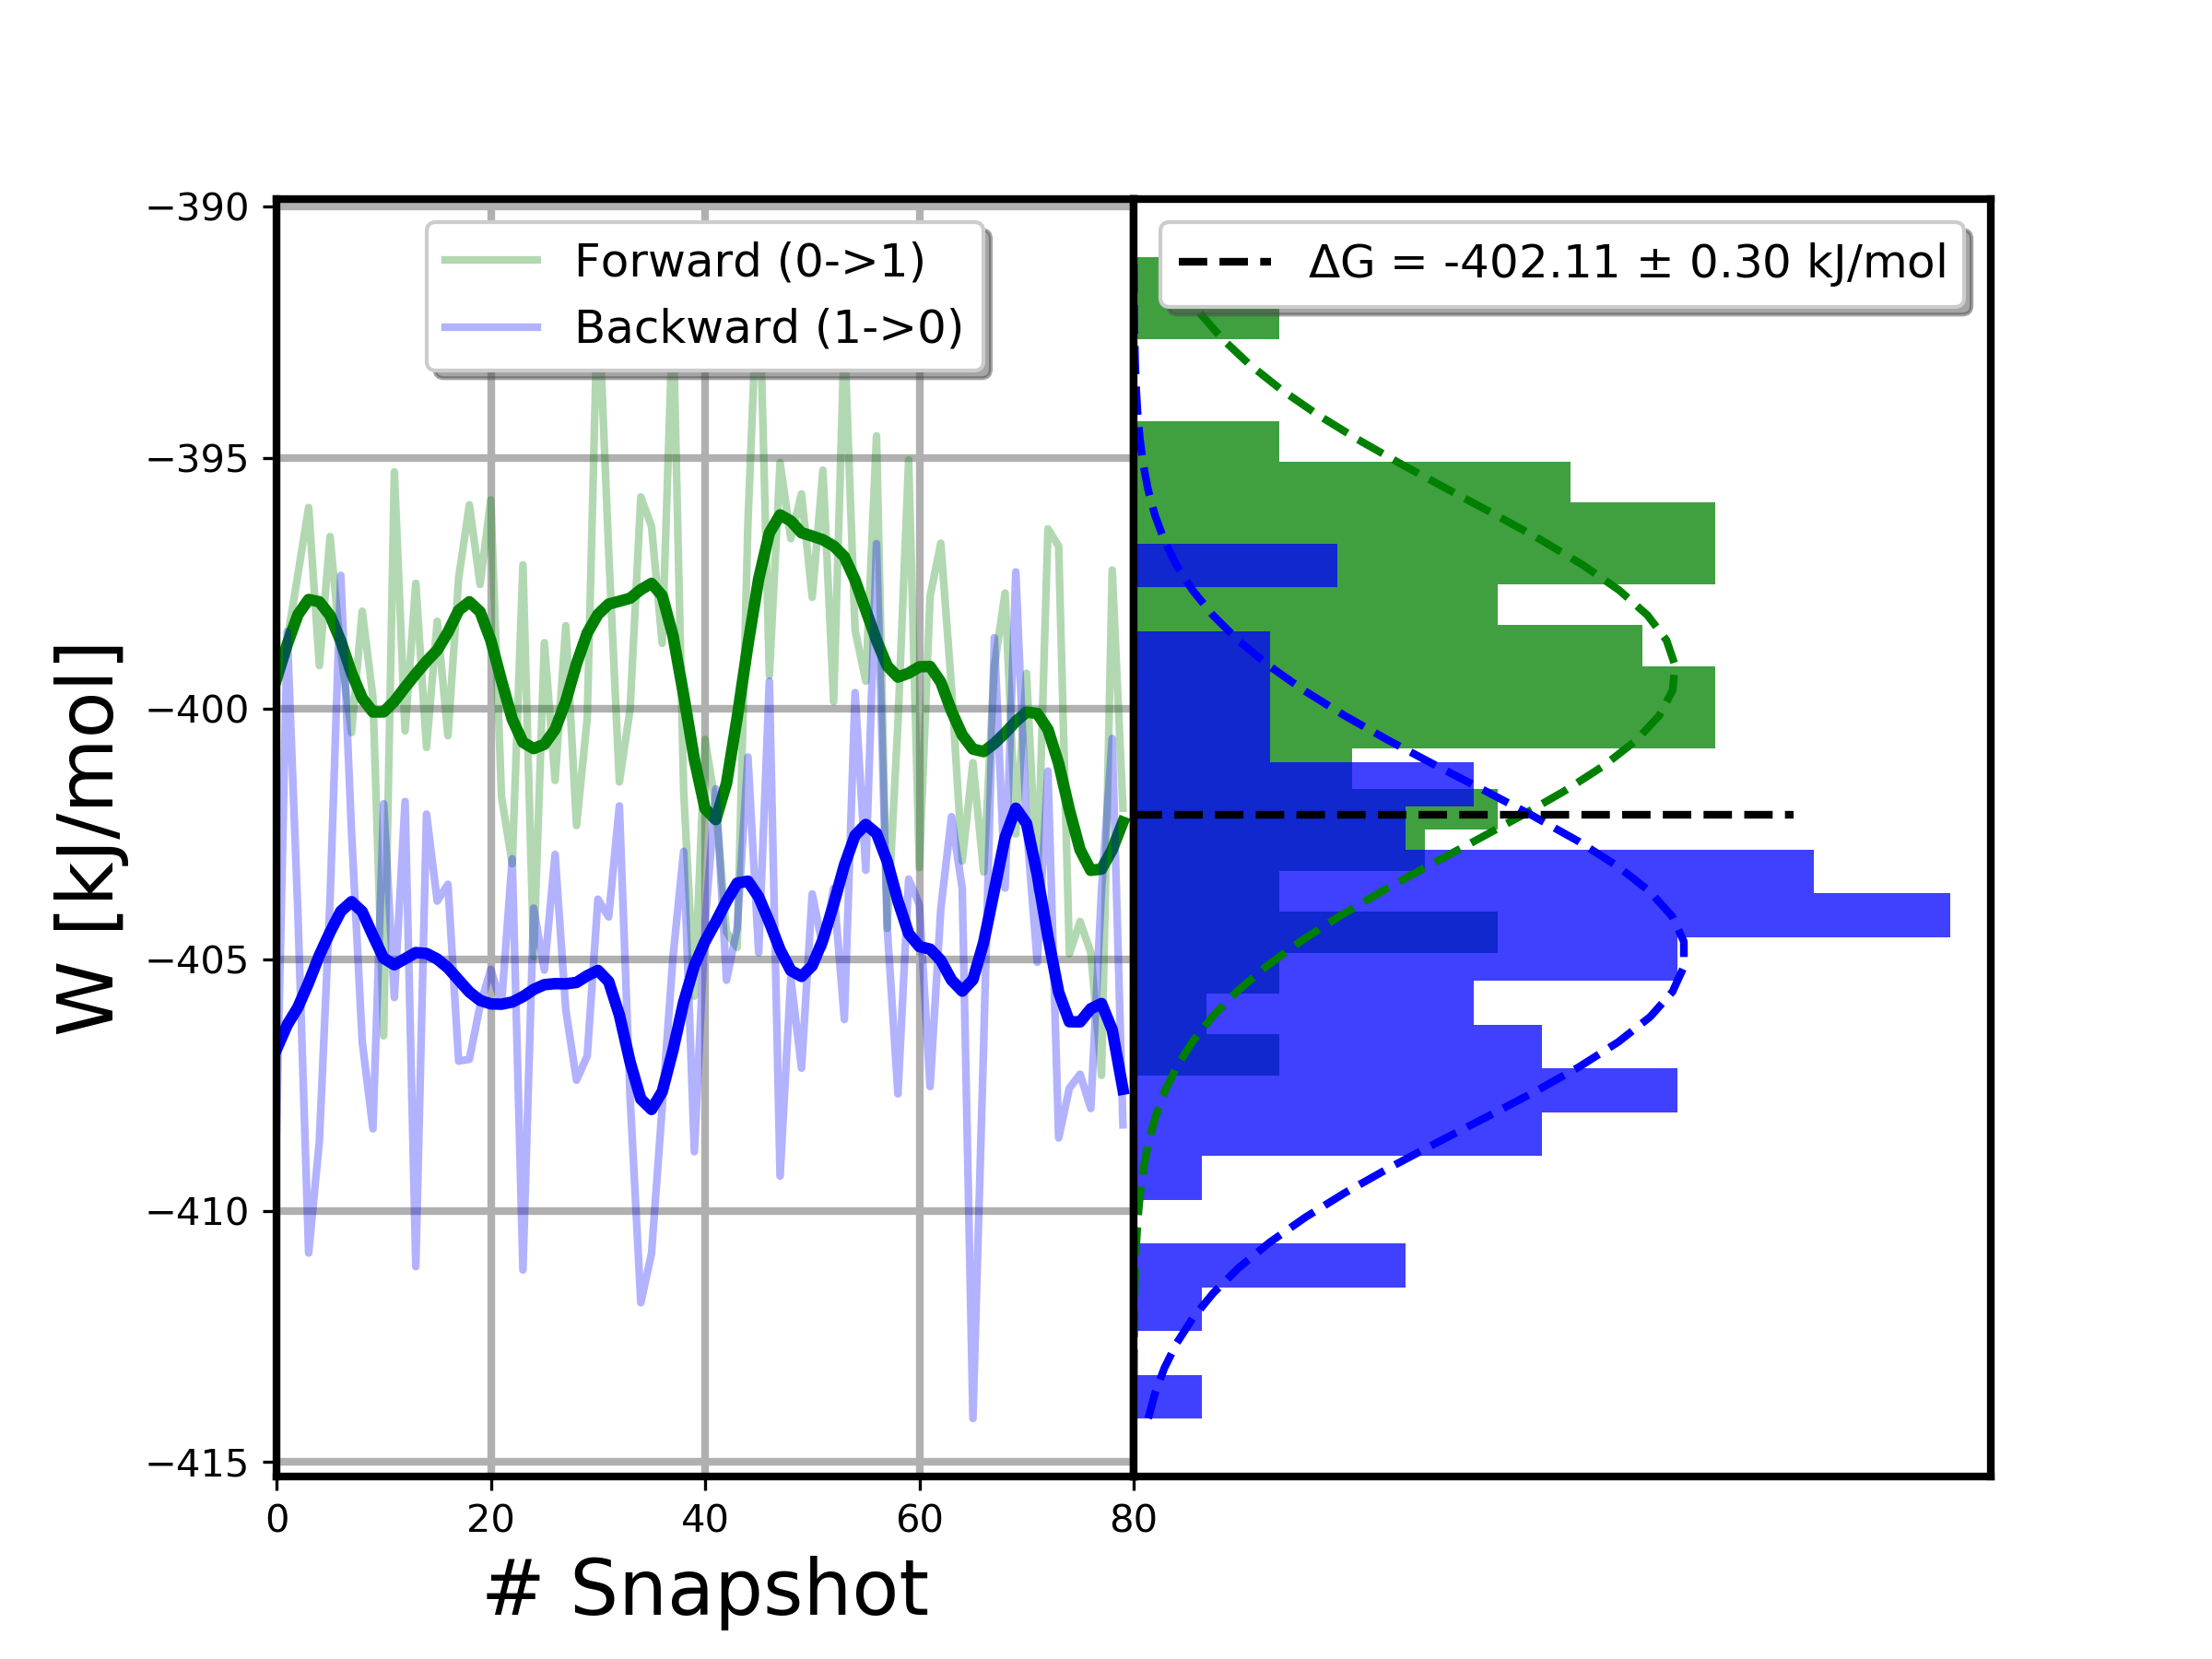 Forward (0->1)
Backward (1->0)
ΔG = -402.11 ± 0.30 kJ/mol
W [kJ/mol]
−390
−395
−400
−405
−410
−415
0 20 40 60 80
# Snapshot